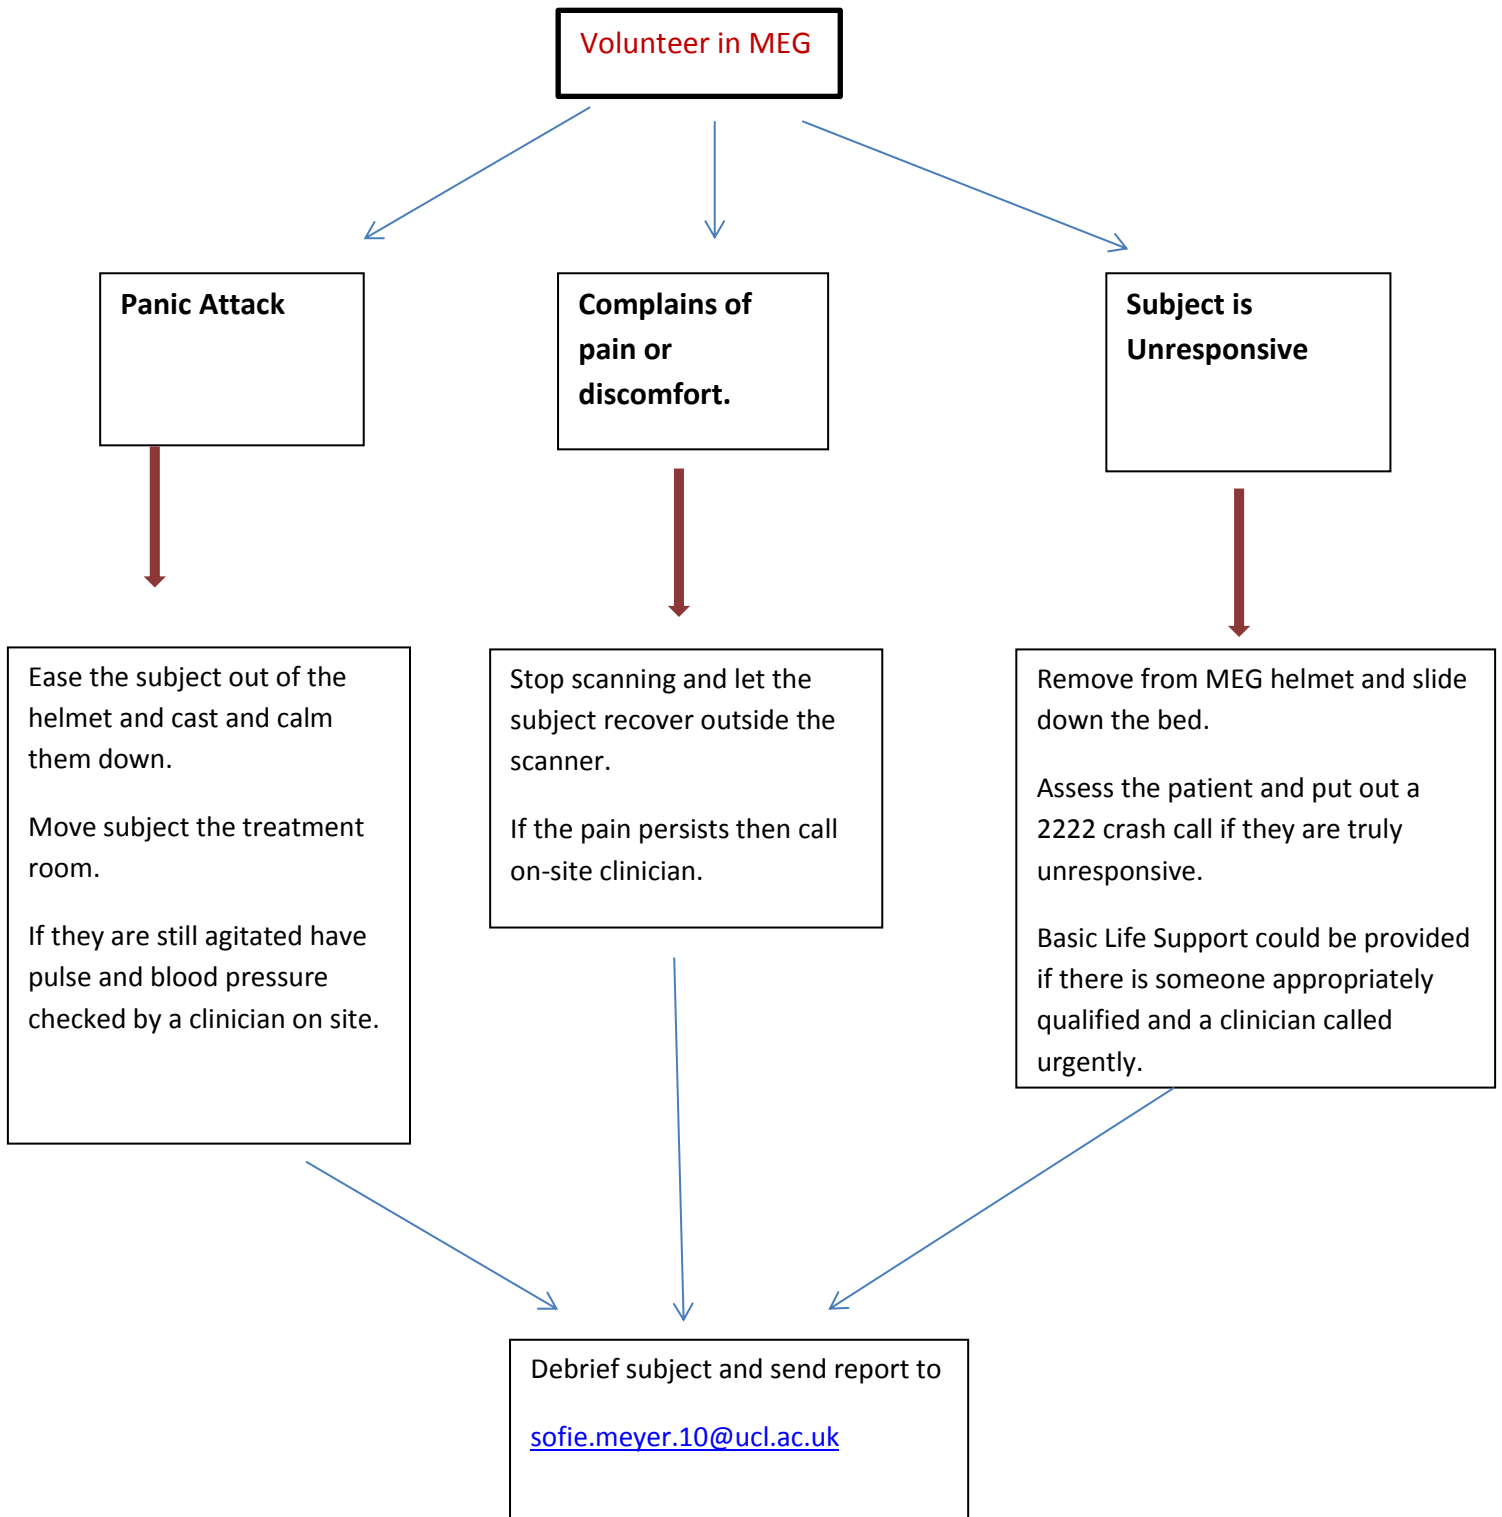 Volunteer in MEG
Panic Attack
Complains of
pain or
discomfort.
Subject is
Unresponsive
Ease the subject out of the
helmet and cast and calm
them down.
Move subject the treatment
room.
If they are still agitated have
pulse and blood pressure
checked by a clinician on site.
Stop scanning and let the
subject recover outside the
scanner.
If the pain persists then call
on-site clinician.
Remove from MEG helmet and slide
down the bed.
Assess the patient and put out a
2222 crash call if they are truly
unresponsive.
Basic Life Support could be provided
if there is someone appropriately
qualified and a clinician called
urgently.
Debrief subject and send report to
sofie.meyer.10@ucl.ac.uk